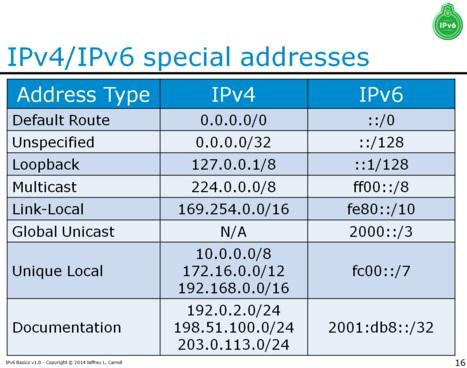 IPv6
IPv4/IPv6 special addresses
Address Type IPv4 IPv6
Default Route 0.0.0.0/0 ::/0
Unspecified 0.0.0.0/32 ::/128
Loopback 127.0.0.1/8 ::1/128
Multicast 224.0.0.0/8 ff00::/8
Link-Local 169.254.0.0/16 fe80::/10
Global Unicast N/A 2000::/3
Unique Local 10.0.0.0/8
172.16.0.0/12
192.168.0.0/16 fc00::/7
Documentation 192.0.2.0/24
198.51.100.0/24
203.0.113.0/24 2001:db8::/32
IPv6 Basics v1.0 - Copyright © 2014 Jeffrey L. Carrell
16